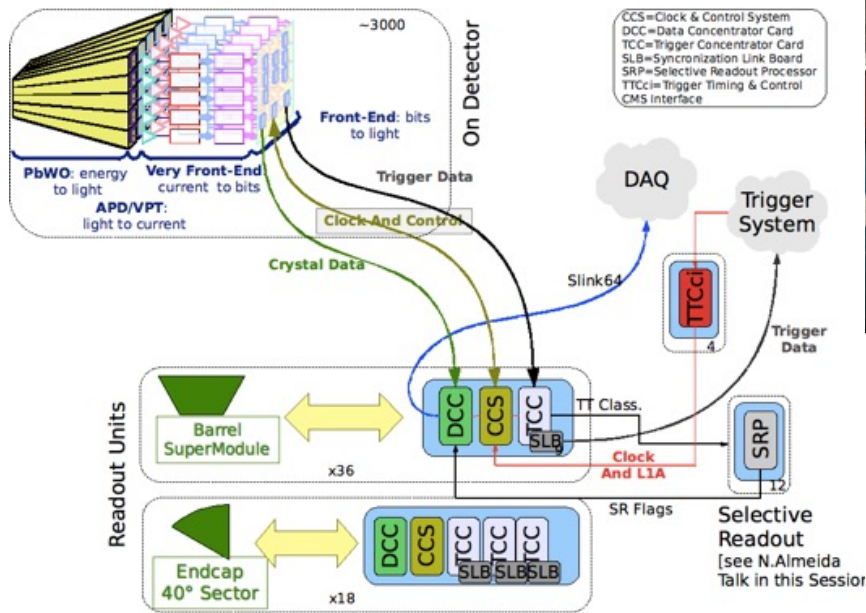 ~3000
On Detector
Front-End: bits
to light
PbWO: energy
to light
Very Front-End
current to bits
APD/VPT:
light to current
CCS=Clock & Control System
DCC=Data Concentrator Card
TCC=Trigger Concentrator Card
SLB=Syncronization Link Board
SRP=Selective Readout Processor
TTCci=Trigger Timing & Control
CMS Interface
Trigger Data
Clock And Control
Crystal Data
DAQ
Trigger
System
Slink64
TTCci
4
Trigger
Data
Readout Units
Barrel
SuperModule
x36
DCC
CCS
TCC
SLB
9
TT Class.
Clock
And L1A
SRP
12
SR Flags
Selective
Readout
[see N.Almeida
Talk in this Session
Endcap
40° Sector
x18
DCC
CCS
TCC
TCC
TCC
SLB
SLB
SLB